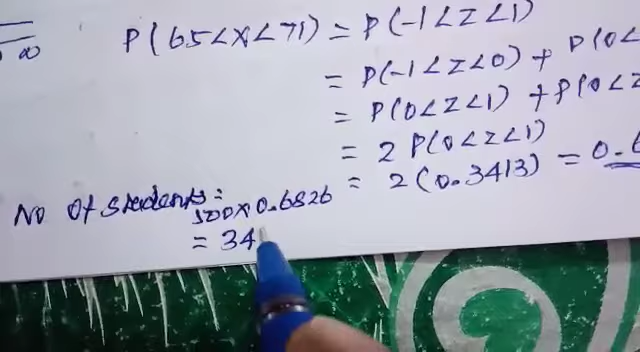 P(65<X<71) = P(-1<Z<1)
= P(-1<Z<0) + P(0<
= P(0<Z<1) + P(0<Z
= 2 P(0<Z<1)
= 2(0.3413) = 0.6
∞
No of students =
500×0.6826
= 34